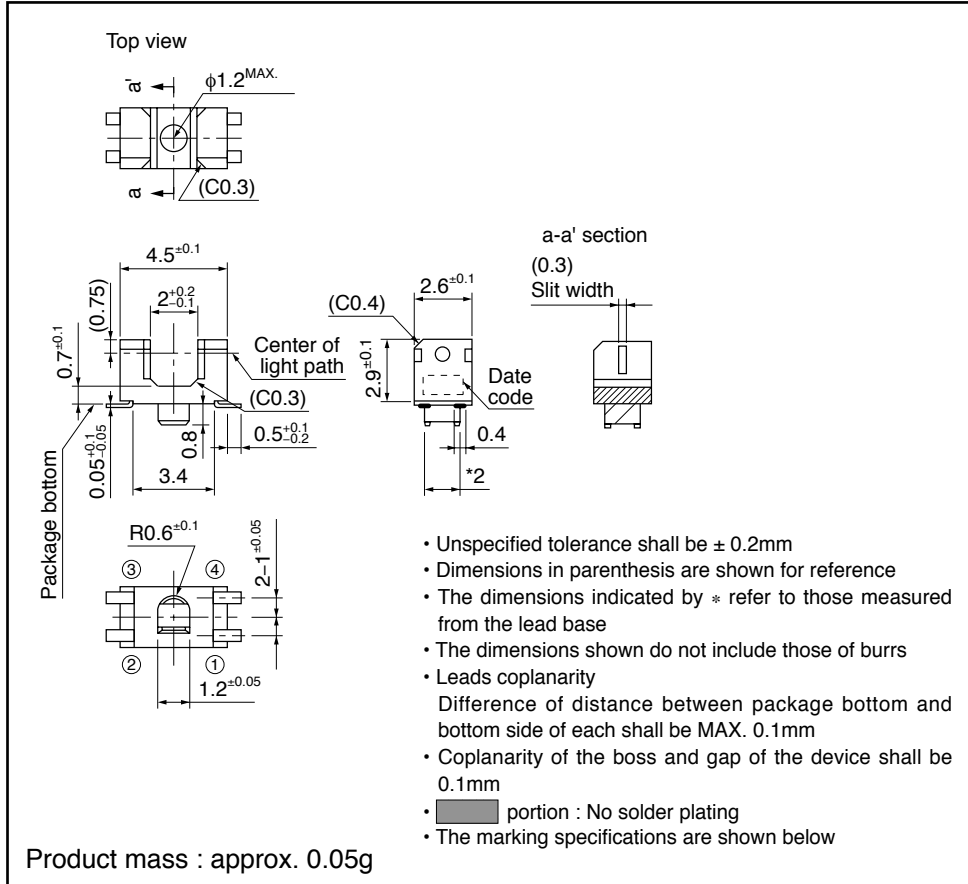 Top view
a'
φ1.2MAX.
a
(C0.3)
a-a' section
(0.3)
Slit width
4.5±0.1
2+0.2 −0.1
(0.75)
0.7±0.1
Center of
light path
(C0.3)
0.05+0.1 −0.05
0.8
0.5+0.1 −0.2
3.4
Package bottom
2.6±0.1
(C0.4)
2.9±0.1
Date
code
0.4
*2
R0.6±0.1
2−1±0.05
③ ④
② ①
1.2±0.05
• Unspecified tolerance shall be ± 0.2mm
• Dimensions in parenthesis are shown for reference
• The dimensions indicated by * refer to those measured
from the lead base
• The dimensions shown do not include those of burrs
• Leads coplanarity
Difference of distance between package bottom and
bottom side of each shall be MAX. 0.1mm
• Coplanarity of the boss and gap of the device shall be
0.1mm
• portion : No solder plating
• The marking specifications are shown below
Product mass : approx. 0.05g